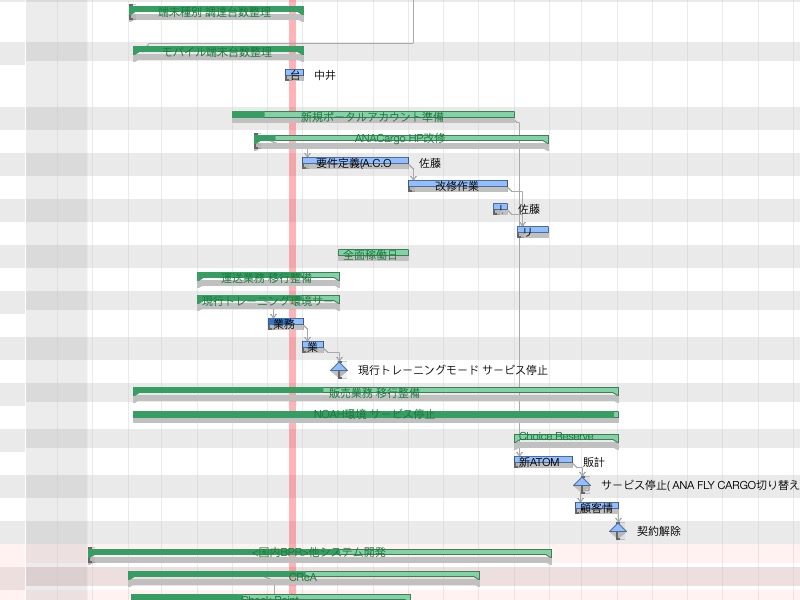 端末種別 調達台数整理
モバイル端末台数整理
台 中井
新規ポータルアカウント準備
ANACargo HP改修
要件定義(A.C.O 佐藤
改修作業
佐藤
リ
全面稼働日
運送業務 移行整備
現行トレーニング環境サ
業務
業
現行トレーニングモード サービス停止
販売業務 移行整備
NOAH環境 サービス停止
Choice Reserve
新ATOM 販計
サービス停止( ANA FLY CARGO切り替え
顧客情
契約解除
<国内BPR>他システム開発
CReA
Check Point